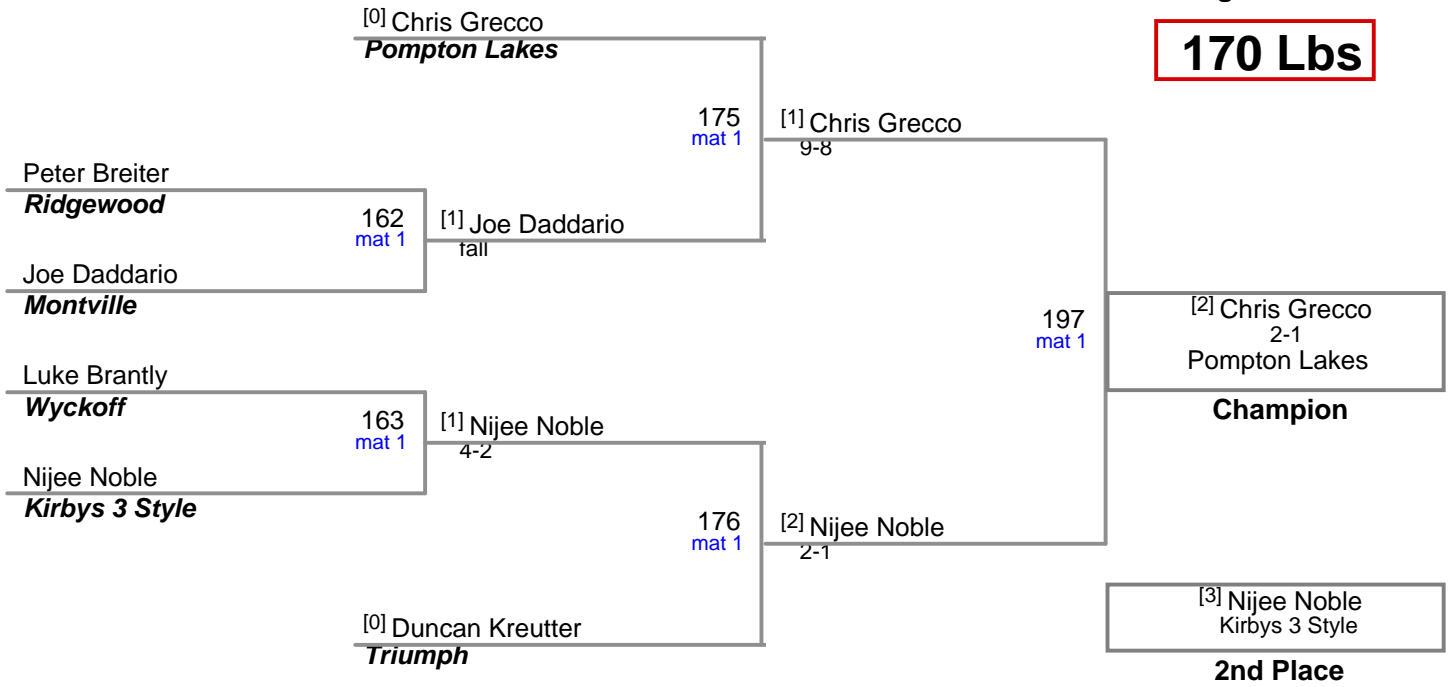 [0] Chris Grecco
Pompton Lakes
170 Lbs
175
mat 1
[1] Chris Grecco
9-8
Peter Breiter
Ridgewood
162
mat 1
[1] Joe Daddario
fall
Joe Daddario
Montville
197
mat 1
[2] Chris Grecco
2-1
Pompton Lakes
Champion
Luke Brantly
Wyckoff
163
mat 1
[1] Nijee Noble
4-2
Nijee Noble
Kirbys 3 Style
176
mat 1
[2] Nijee Noble
2-1
[0] Duncan Kreutter
Triumph
[3] Nijee Noble
Kirbys 3 Style
2nd Place